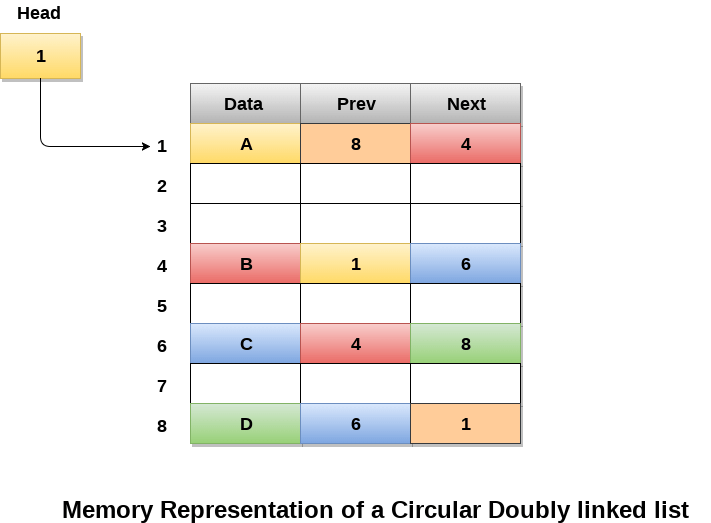 Head
1
Data Prev Next
1 A 8 4
2
3
4 B 1 6
5
6 C 4 8
7
8 D 6 1
Memory Representation of a Circular Doubly linked list